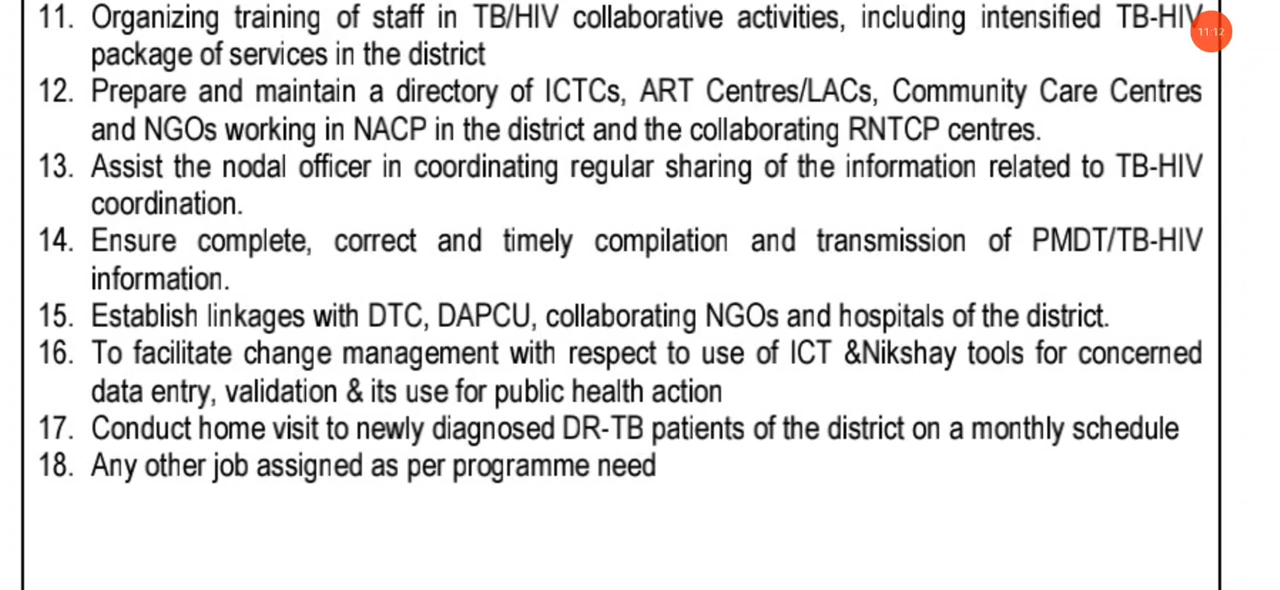 11. Organizing training of staff in TB/HIV collaborative activities, including intensified TB-HIV
11:12
package of services in the district
12. Prepare and maintain a directory of ICTCs, ART Centres/LACs, Community Care Centres
and NGOs working in NACP in the district and the collaborating RNTCP centres.
13. Assist the nodal officer in coordinating regular sharing of the information related to TB-HIV
coordination.
14. Ensure complete, correct and timely compilation and transmission of PMDT/TB-HIV
information.
15. Establish linkages with DTC, DAPCU, collaborating NGOs and hospitals of the district.
16. To facilitate change management with respect to use of ICT &Nikshay tools for concerned
data entry, validation & its use for public health action
17. Conduct home visit to newly diagnosed DR-TB patients of the district on a monthly schedule
18. Any other job assigned as per programme need